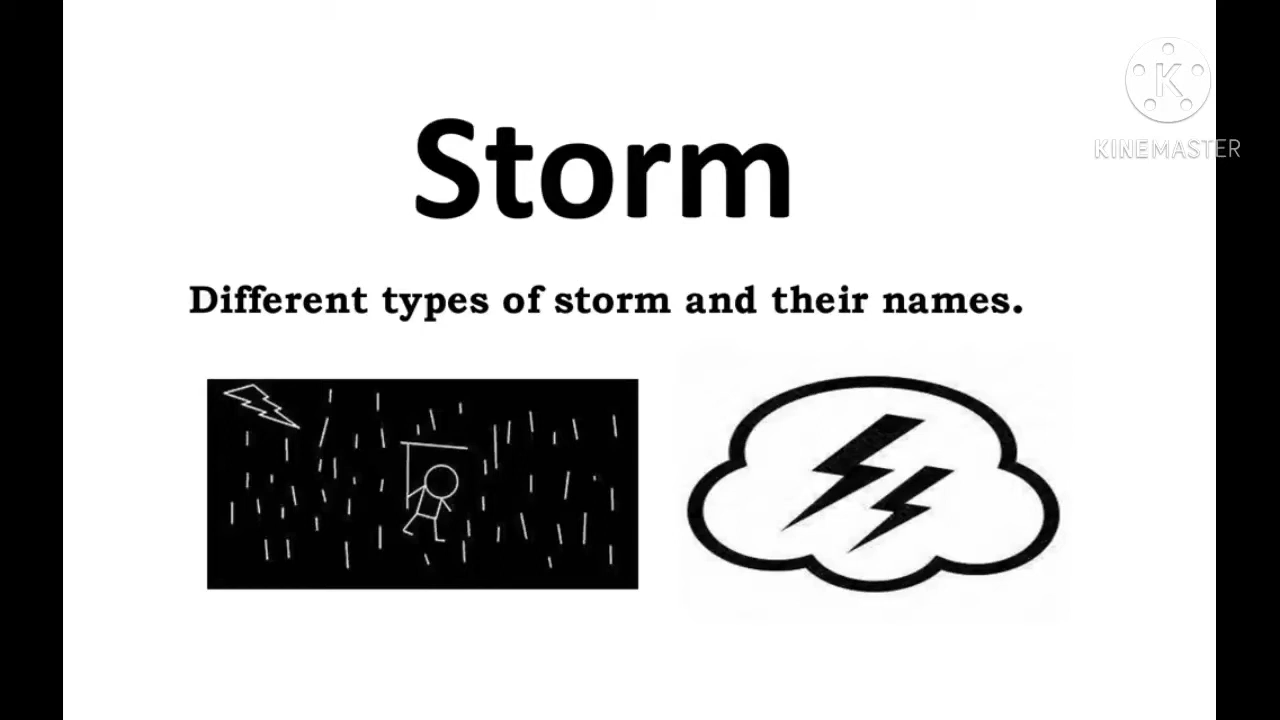 Storm
K
KINEMASTER
Different types of storm and their names.